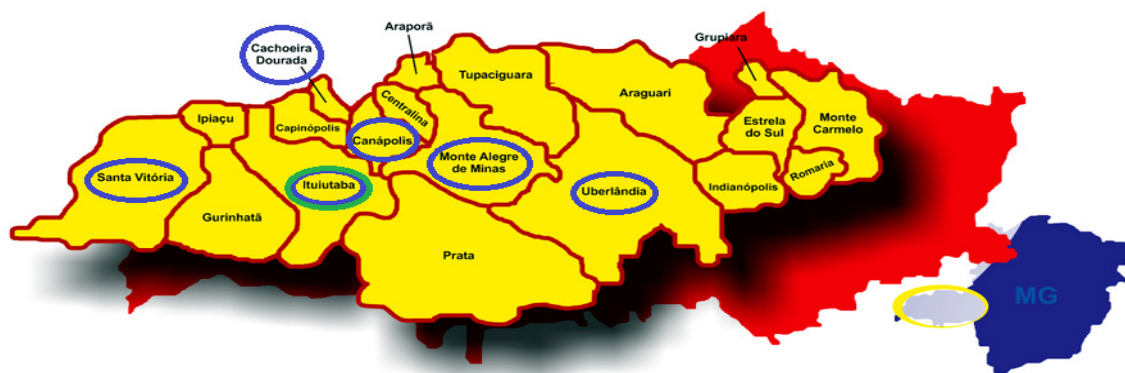 Araporã
Grupiara
Cachoeira
Dourada
Tupaciguara
Araguari
Centralina
Ipiaçu
Capinópolis
Canápolis
Estrela
do Sul
Monte
Carmelo
Monte Alegre
de Minas
Romaria
Santa Vitória
Ituiutaba
Uberlândia
Indianópolis
Gurinhatã
Prata
MG